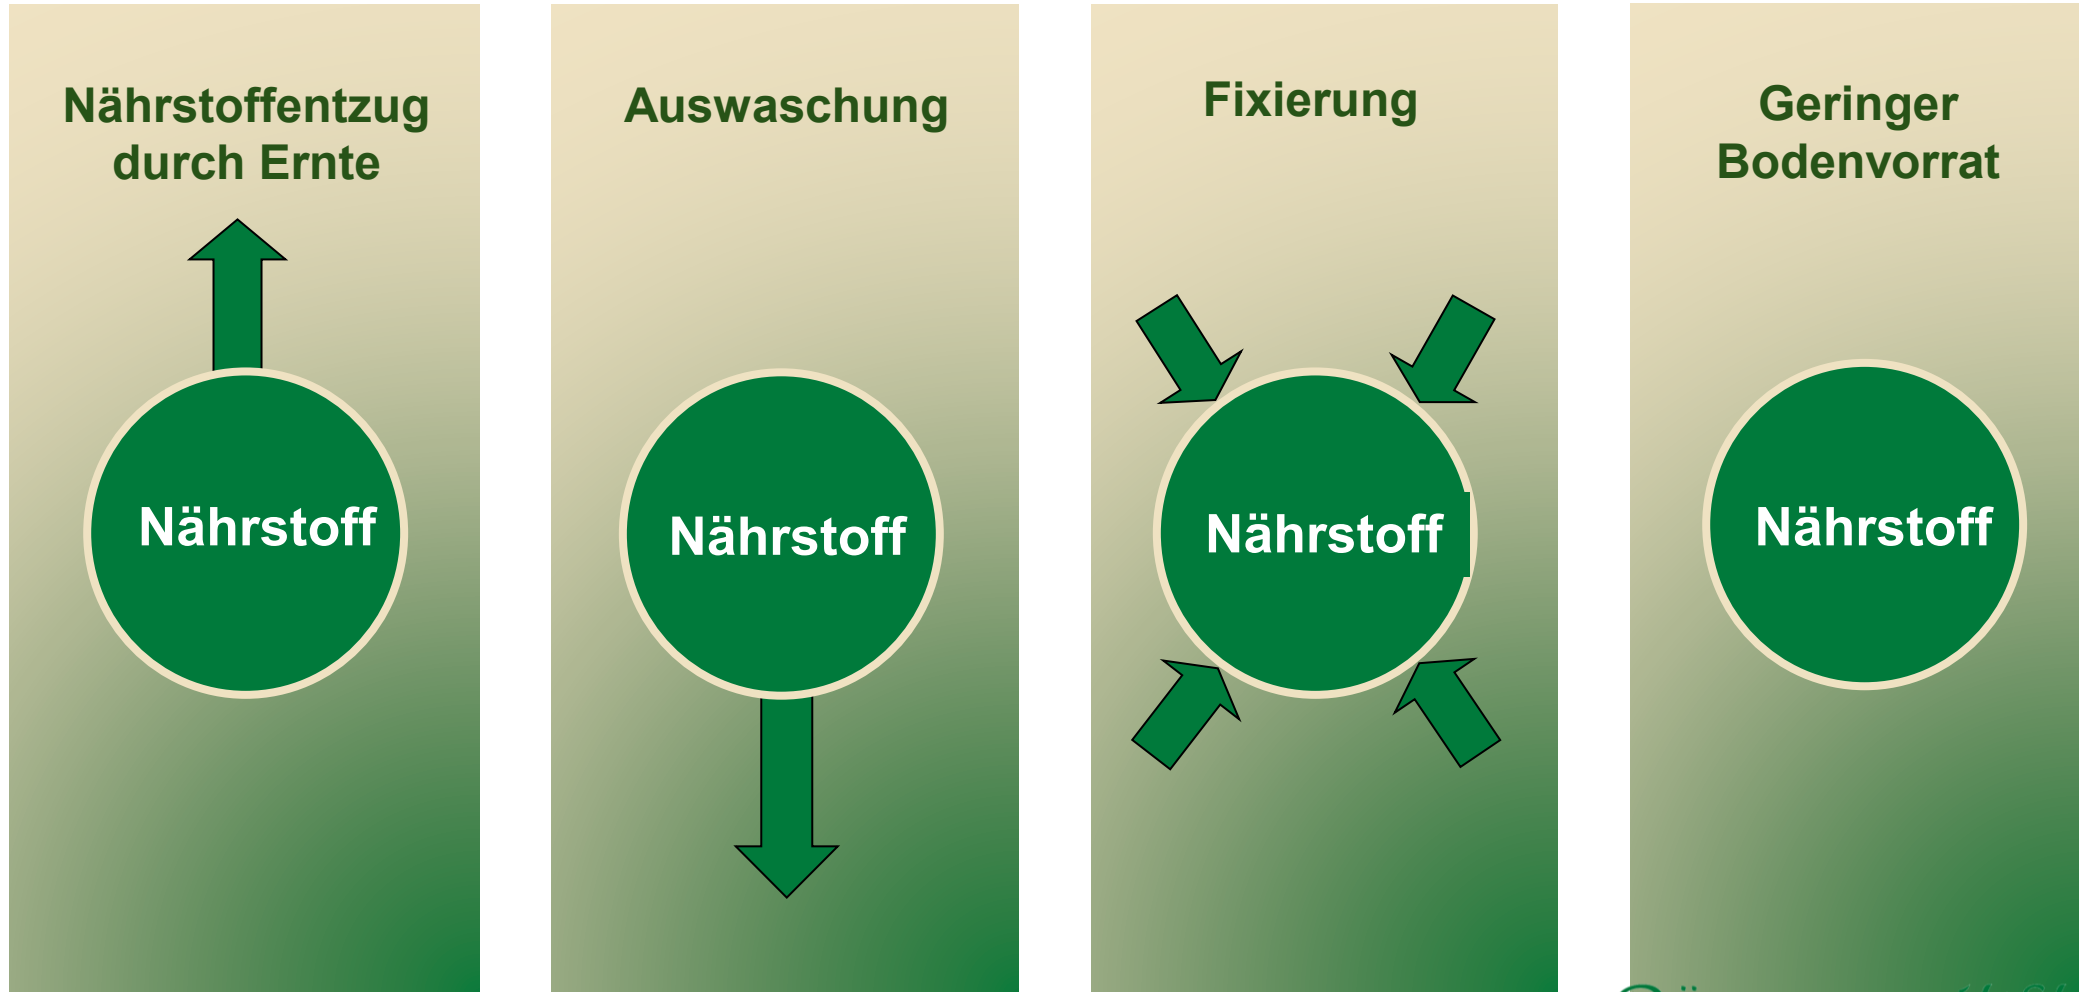 Nährstoffentzug
durch Ernte
Nährstoff
Auswaschung
Nährstoff
Fixierung
Nährstoff
Geringer
Bodenvorrat
Nährstoff